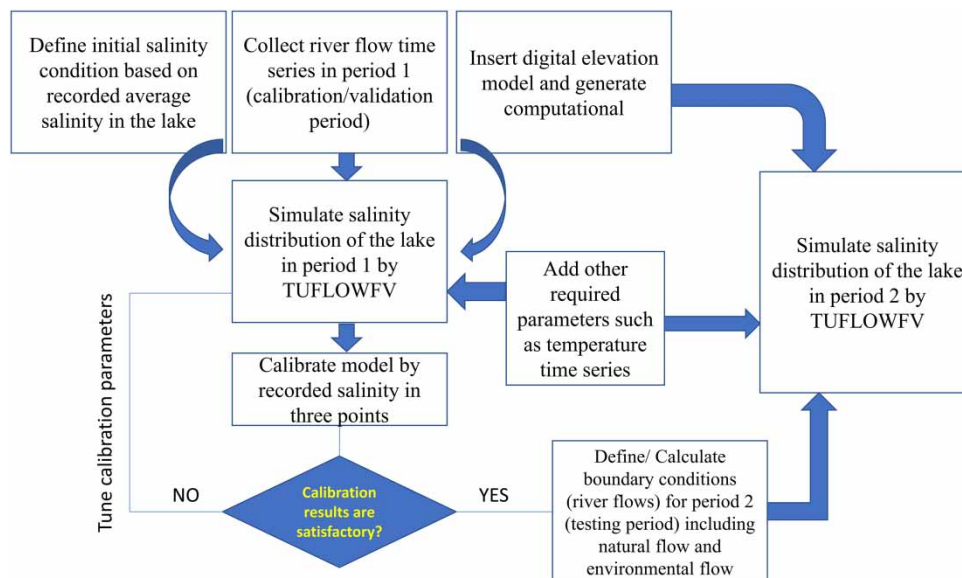 Define initial salinity
condition based on
recorded average
salinity in the lake
Collect river flow time
series in period 1
(calibration/validation
period)
Insert digital elevation
model and generate
computational
Simulate salinity
distribution of the lake
in period 1 by
TUFLOWFV
Add other
required
parameters such
as temperature
time series
Simulate salinity
distribution of the lake
in period 2 by
TUFLOWFV
Calibrate model by
recorded salinity in
three points
Tune calibration parameters
NO
Calibration
results are
satisfactory?
YES
Define/ Calculate
boundary conditions
(river flows) for period 2
(testing period) including
natural flow and
environmental flow